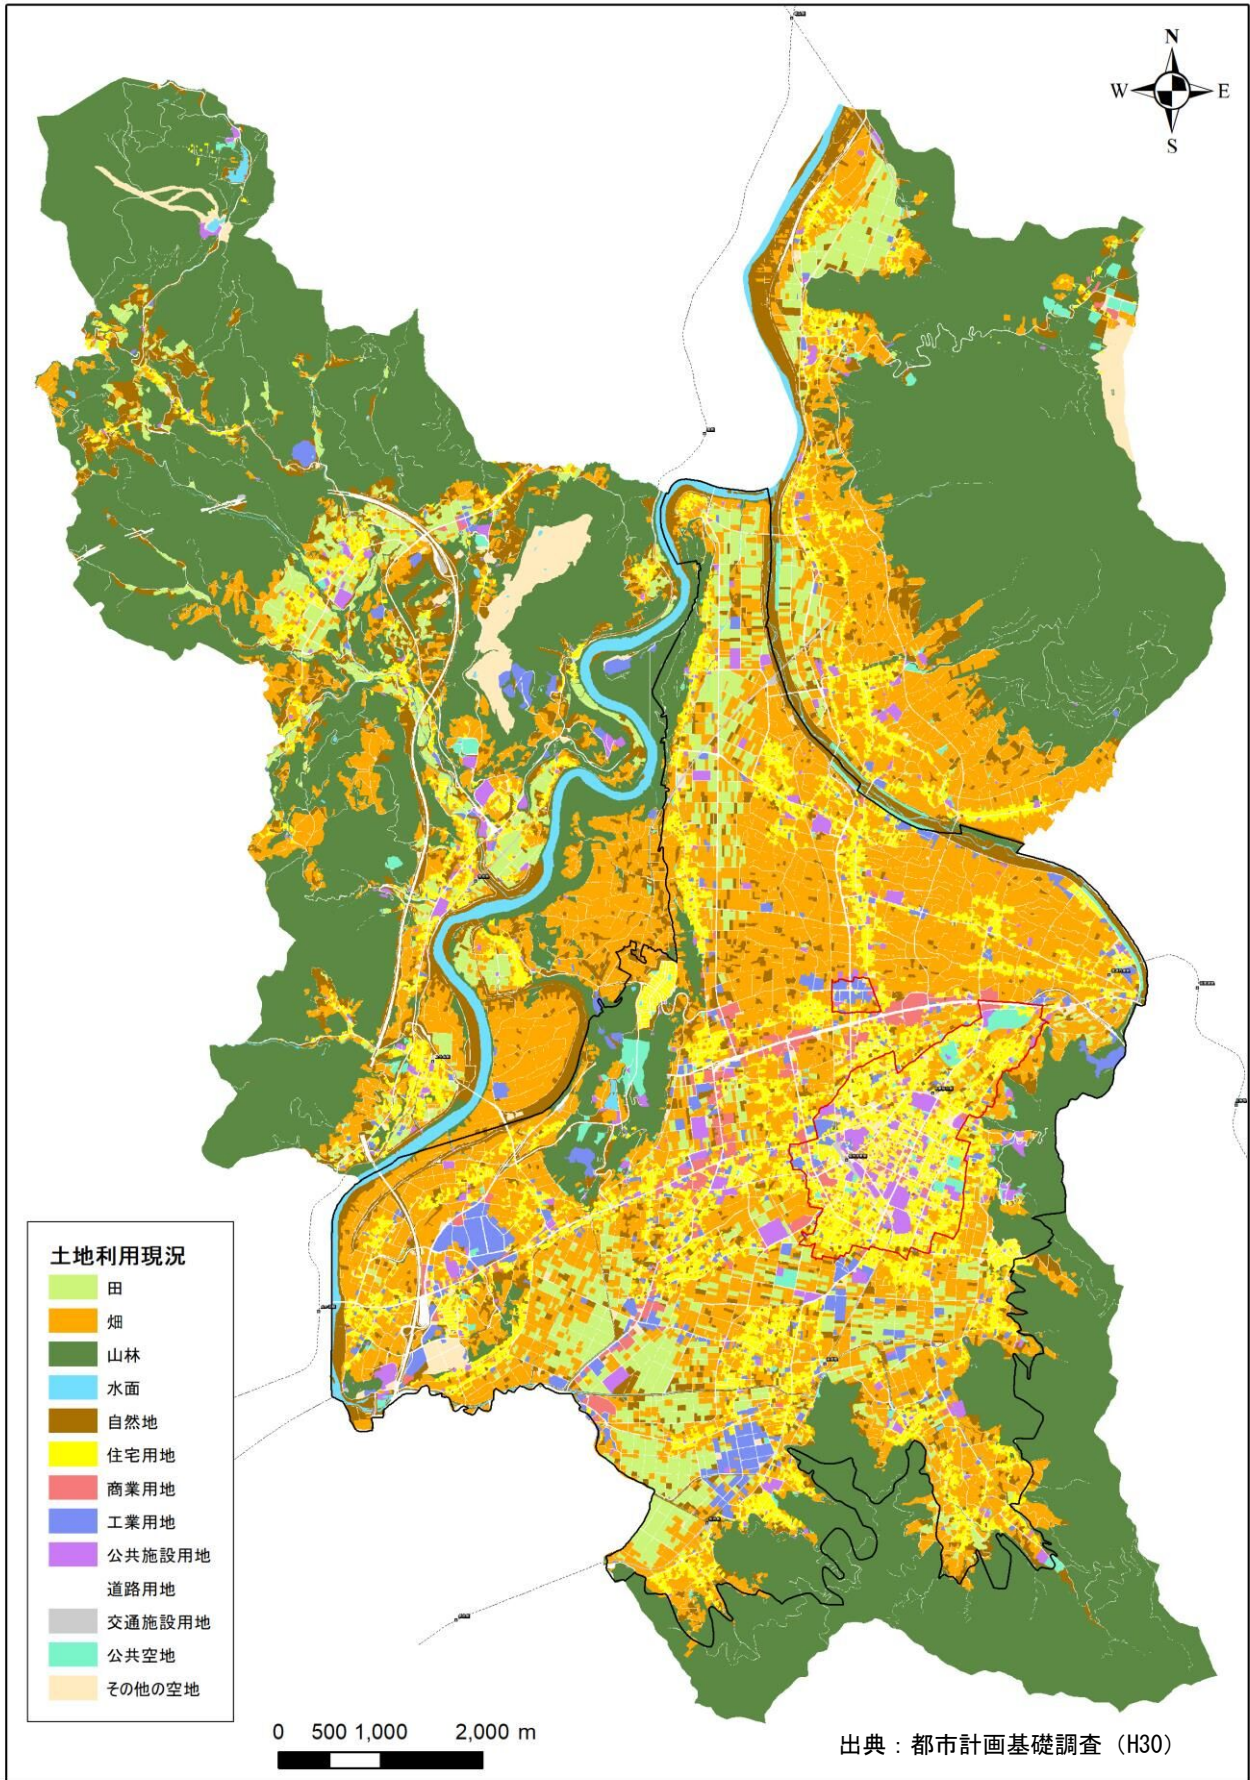 N
W E
S
土地利用現況
田
畑
山林
水面
自然地
住宅用地
商業用地
工業用地
公共施設用地
道路用地
交通施設用地
公共空地
その他の空地
0 500 1,000 2,000 m
出典：都市計画基礎調査（H30）